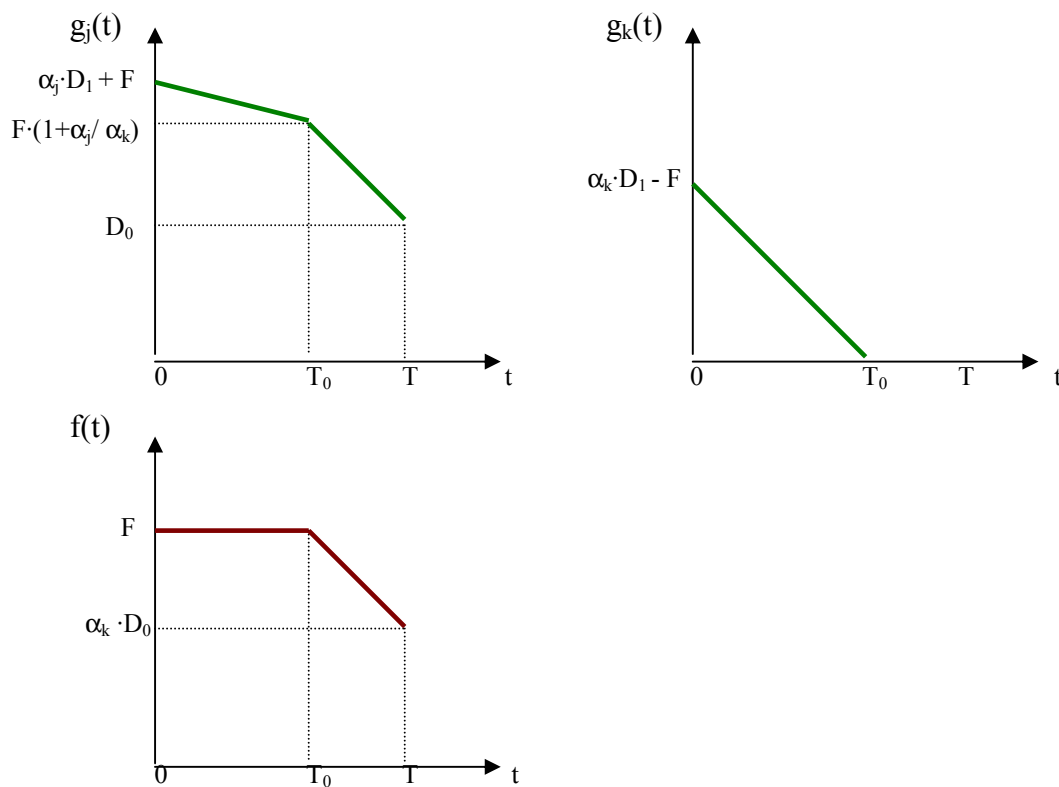 gⱼ(t)
αⱼ·D₁ + F
F·(1+αⱼ/ αₖ)
D₀
0 T₀ T t
gₖ(t)
αₖ·D₁ - F
0 T₀ T t
f(t)
F
αₖ ·D₀
0 T₀ T t